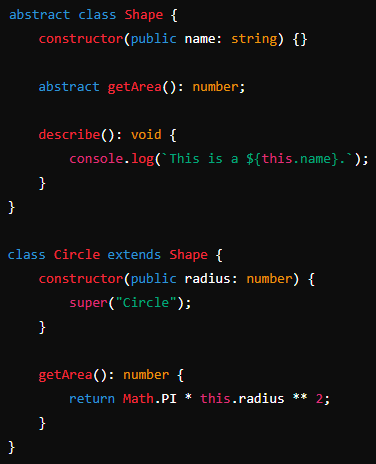 abstract class Shape {
    constructor(public name: string) {}

    abstract getArea(): number;

    describe(): void {
        console.log(`This is a ${this.name}.`);
    }
}

class Circle extends Shape {
    constructor(public radius: number) {
        super("Circle");
    }

    getArea(): number {
        return Math.PI * this.radius ** 2;
    }
}